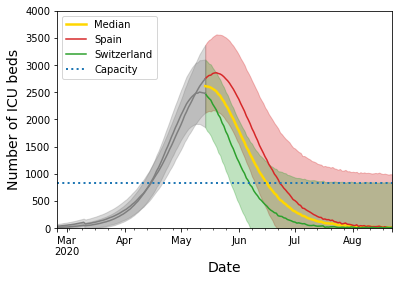 4000
3500
3000
2500
2000
1500
1000
500
0
Number of ICU beds
Median
Spain
Switzerland
Capacity
Mar Apr May Jun Jul Aug
2020
Date